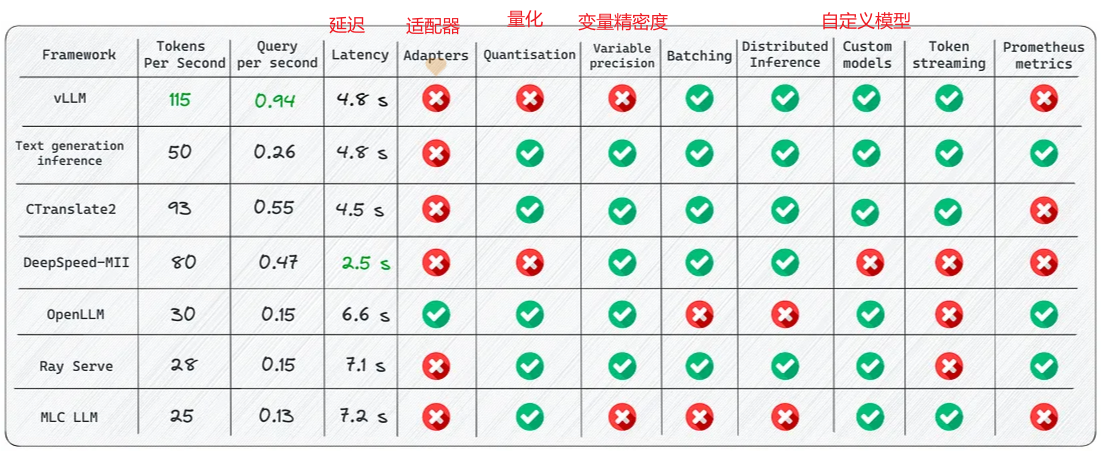 延迟 适配器 量化 变量精密度 自定义模型
Framework Tokens Per Second Query per second Latency Adapters Quantisation Variable precision Batching Distributed Inference Custom models Token streaming Prometheus metrics
vLLM 115 0.94 4.8 s
Text generation inference 50 0.26 4.8 s
CTranslate2 93 0.55 4.5 s
DeepSpeed-MII 80 0.47 2.5 s
OpenLLM 30 0.15 6.6 s
Ray Serve 28 0.15 7.1 s
MLC LLM 25 0.13 7.2 s